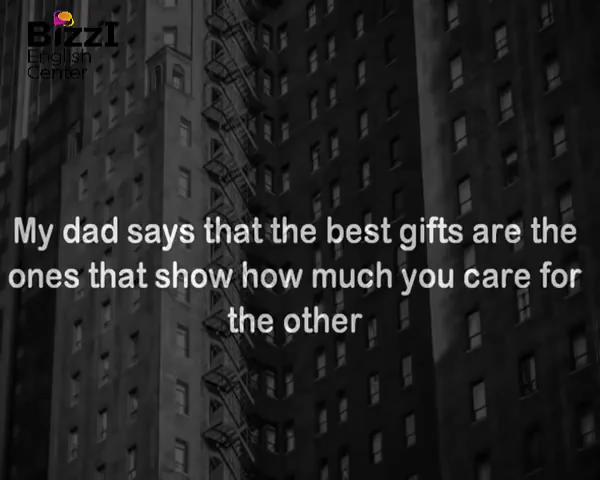 BizzI
English
Center
My dad says that the best gifts are the
ones that show how much you care for
the other